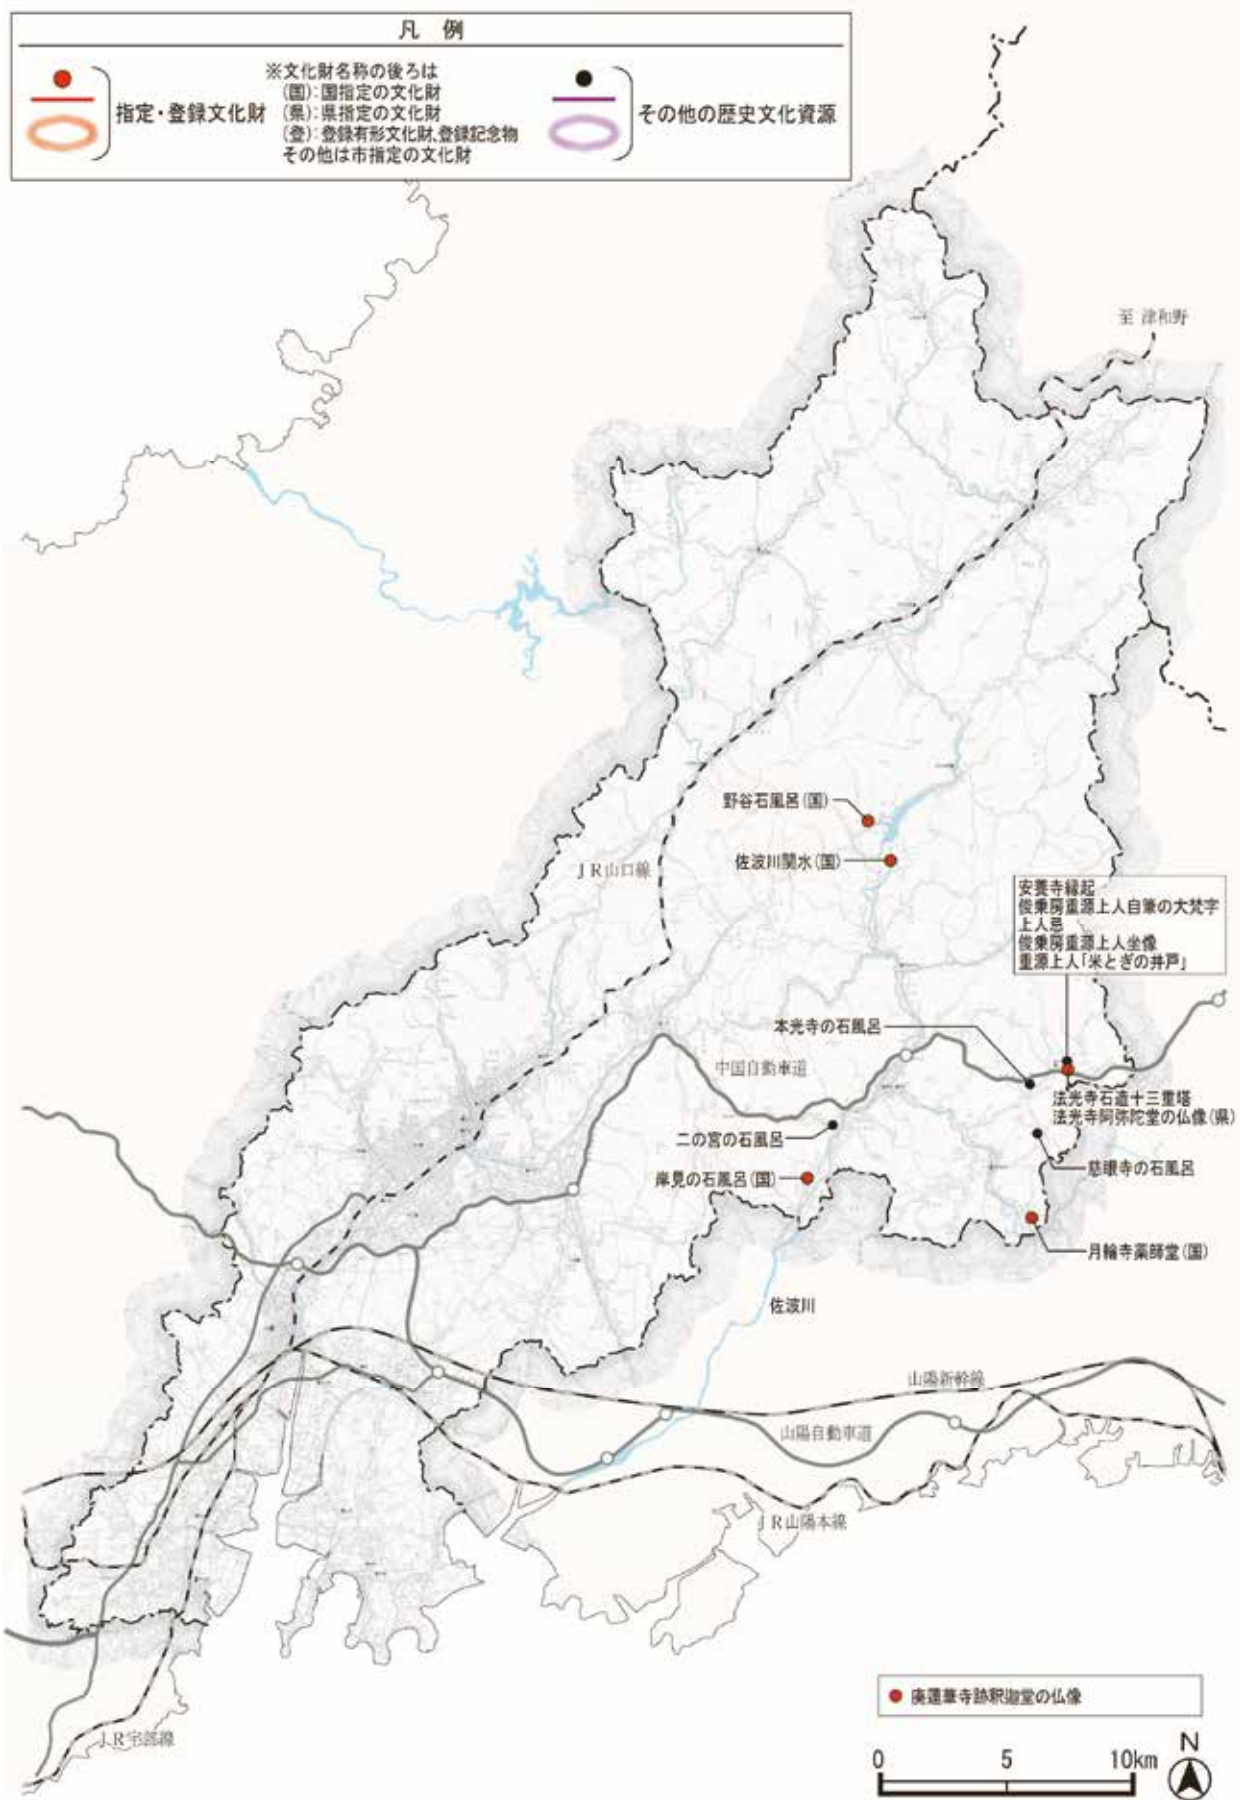 凡 例
指定・登録文化財
※文化財名称の後ろは
(国):国指定の文化財
(県):県指定の文化財
(登):登録有形文化財、登録記念物
その他は市指定の文化財
その他の歴史文化資源
至 津和野
野谷石風呂(国)
佐波川関水(国)
JR山口線
安養寺縁起
俊乗房重源上人自筆の大梵字
上人忌
俊乗房重源上人坐像
重源上人「米とぎの井戸」
本光寺の石風呂
中国自動車道
法光寺石造十三重塔
法光寺阿弥陀堂の仏像(県)
二の宮の石風呂
慈眼寺の石風呂
岸見の石風呂(国)
月輪寺薬師堂(国)
佐波川
山陽新幹線
山陽自動車道
JR山陽本線
JR宇部線
廃蓮華寺跡釈迦堂の仏像
0 5 10km
N